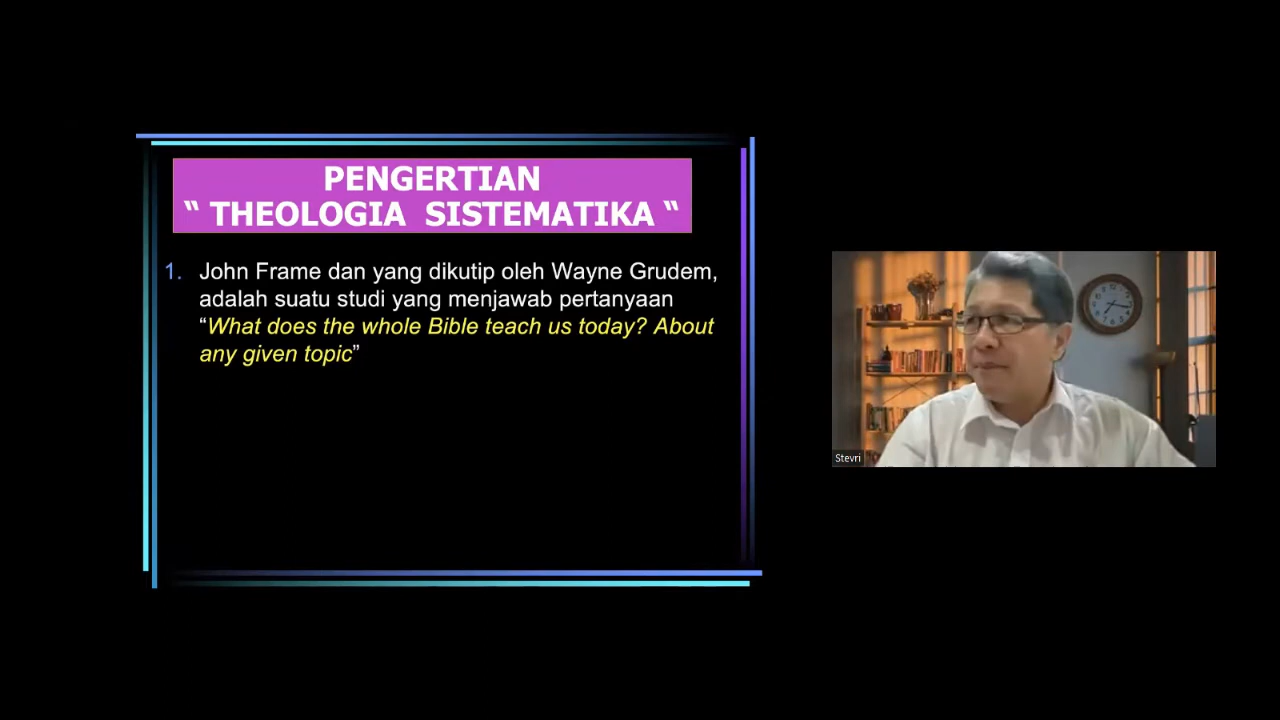 PENGERTIAN
“ THEOLOGIA SISTEMATIKA “
1. John Frame dan yang dikutip oleh Wayne Grudem,
adalah suatu studi yang menjawab pertanyaan
“What does the whole Bible teach us today? About
any given topic”
Stevri